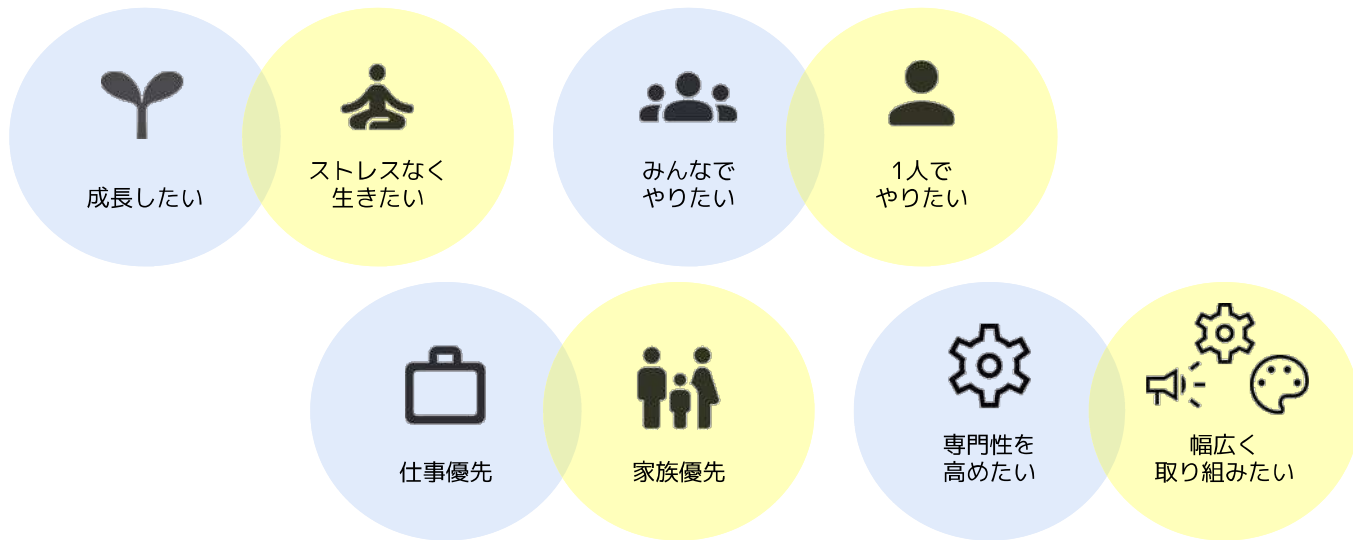 成長したい
ストレスなく
生きたい
みんなで
やりたい
1人で
やりたい
仕事優先
家族優先
専門性を
高めたい
幅広く
取り組みたい